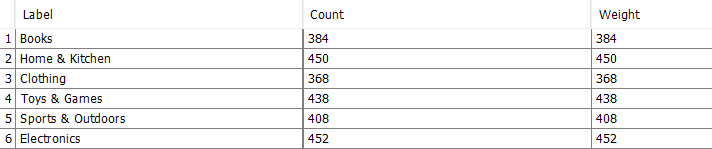 Label Count Weight
1 Books 384 384
2 Home & Kitchen 450 450
3 Clothing 368 368
4 Toys & Games 438 438
5 Sports & Outdoors 408 408
6 Electronics 452 452